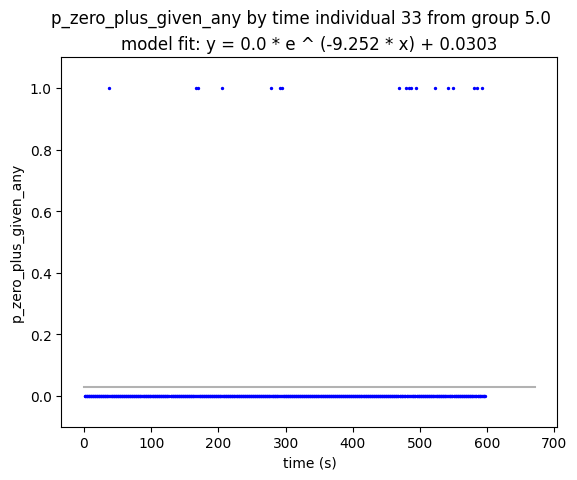 p_zero_plus_given_any by time individual 33 from group 5.0
model fit: y = 0.0 * e ^ (-9.252 * x) + 0.0303
1.0
0.8
0.6
0.4
0.2
0.0
p_zero_plus_given_any
0 100 200 300 400 500 600 700
time (s)